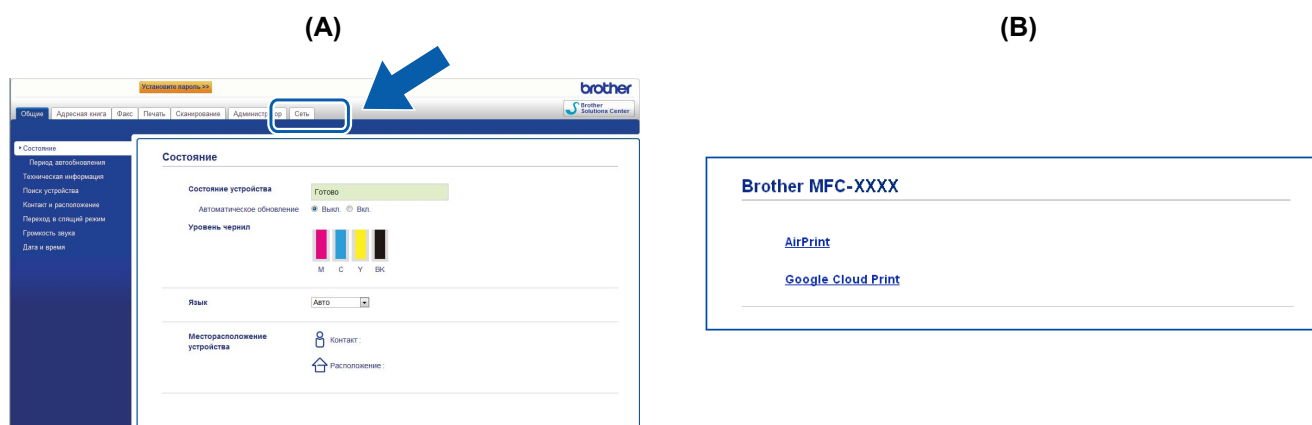 (A)
(B)
Установите пароль >>
brother
Общие Адресная книга Факс Печать Сканирование Администр ор Сеть
Brother
Solutions Center
• Состояние
Период автообновления
Техническая информация
Поиск устройства
Контакт и расположение
Переход в спящий режим
Громкость звука
Дата и время
Состояние
Состояние устройства Готово
Автоматическое обновление Выкл. Вкл.
Уровень чернил
M C Y BK
Язык Авто
Месторасположение
устройства
Контакт :
Расположение :
Brother MFC-XXXX
AirPrint
Google Cloud Print